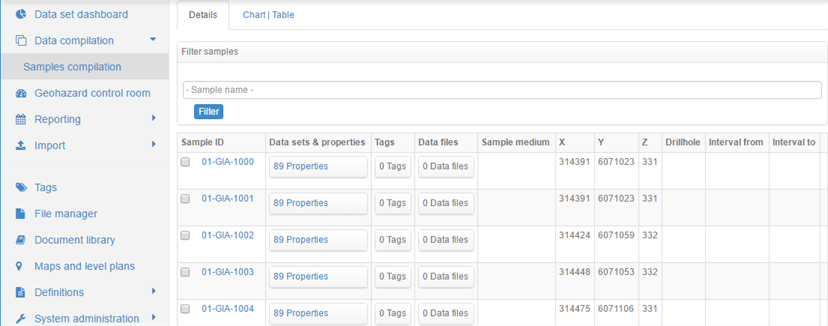 Data set dashboard
Data compilation
Samples compilation
Geohazard control room
Reporting
Import
Tags
File manager
Document library
Maps and level plans
Definitions
System administration
Details Chart | Table
Filter samples
- Sample name -
Filter
Sample ID Data sets & properties Tags Data files Sample medium X Y Z Drillhole Interval from Interval to
01-GIA-1000 89 Properties 0 Tags 0 Data files 314391 6071023 331
01-GIA-1001 89 Properties 0 Tags 0 Data files 314391 6071023 331
01-GIA-1002 89 Properties 0 Tags 0 Data files 314424 6071059 332
01-GIA-1003 89 Properties 0 Tags 0 Data files 314448 6071053 332
01-GIA-1004 89 Properties 0 Tags 0 Data files 314475 6071106 331